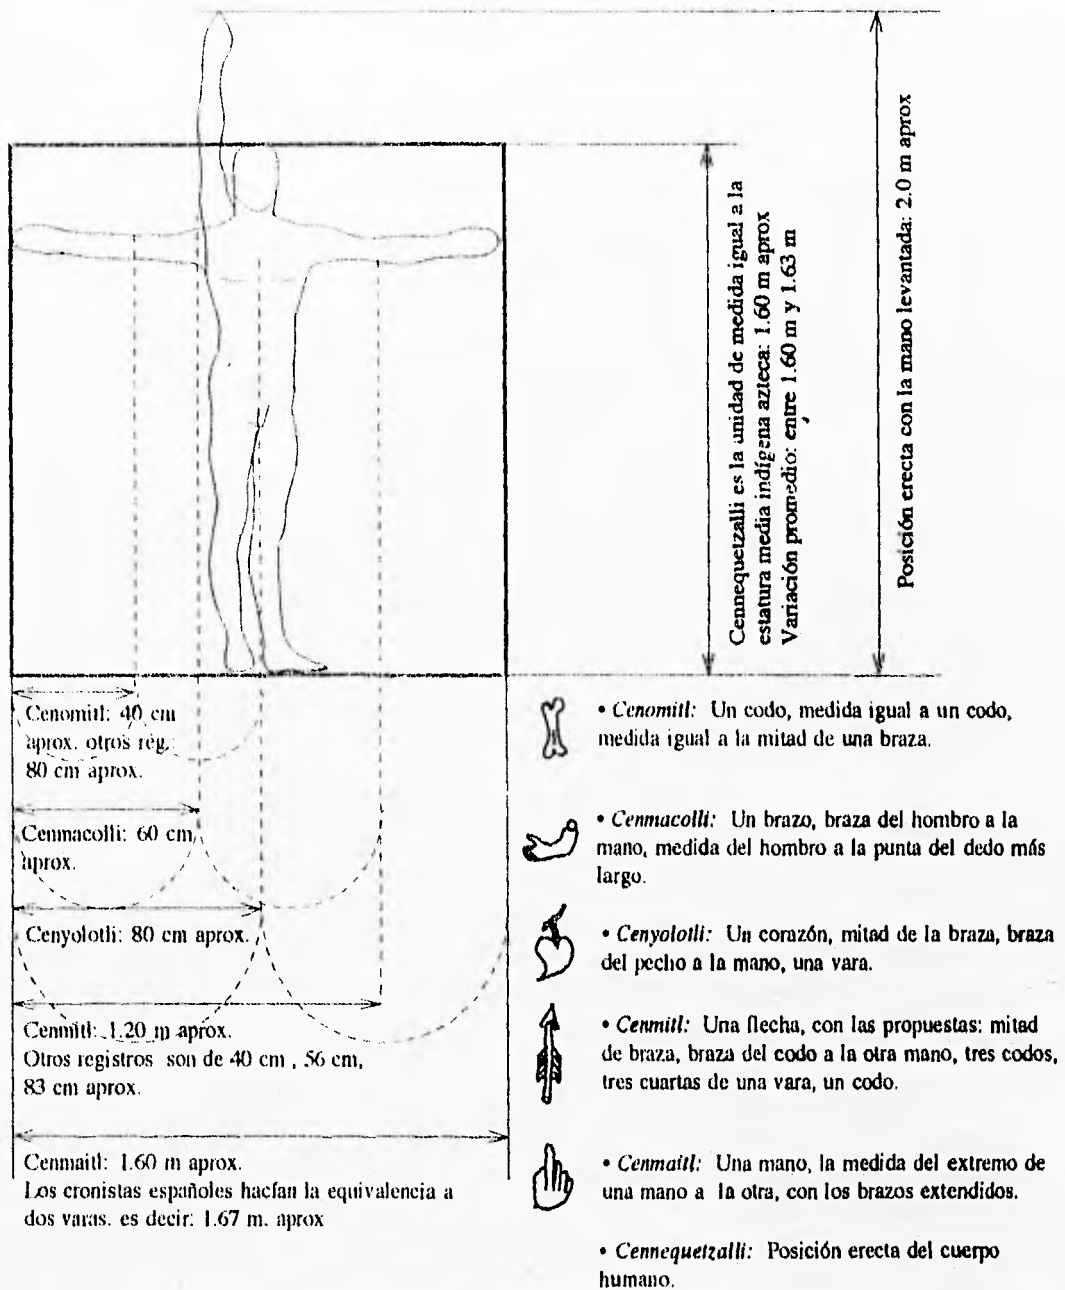 Cennequetzalli es la unidad de medida igual a la
estatura media indígena azteca: 1.60 m aprox
Variación promedio: entre 1.60 m y 1.63 m
Posición erecta con la mano levantada: 2.0 m aprox
Cenomitl: 40 cm
aprox. otros reg.
80 cm aprox.
Cenmacolli: 60 cm
aprox.
Cenyolotli: 80 cm aprox.
Cenmitl: 1.20 m aprox.
Otros registros son de 40 cm , 56 cm,
83 cm aprox.
Cenmaitl: 1.60 m aprox.
Los cronistas españoles hacían la equivalencia a
dos varas. es decir: 1.67 m. aprox
• Cenomitl: Un codo, medida igual a un codo,
medida igual a la mitad de una braza.
• Cenmacolli: Un brazo, braza del hombro a la
mano, medida del hombro a la punta del dedo más
largo.
• Cenyolotli: Un corazón, mitad de la braza, braza
del pecho a la mano, una vara.
• Cenmitl: Una flecha, con las propuestas: mitad
de braza, braza del codo a la otra mano, tres codos,
tres cuartas de una vara, un codo.
• Cenmaitl: Una mano, la medida del extremo de
una mano a la otra, con los brazos extendidos.
• Cennequetzalli: Posición erecta del cuerpo
humano.